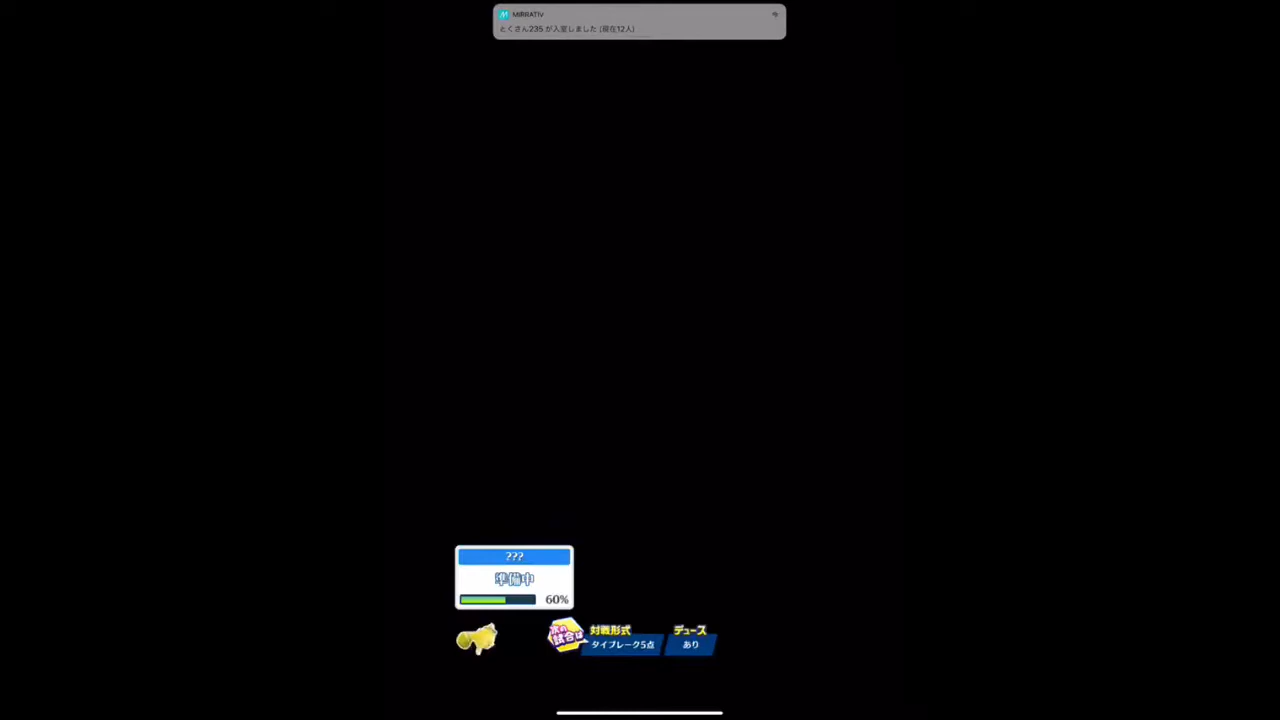 MIRRATIV
今
とくさん235 が入室しました (現在12人)
???
準備中
60%
次の試合は
対戦形式
デュース
タイブレーク5点
あり